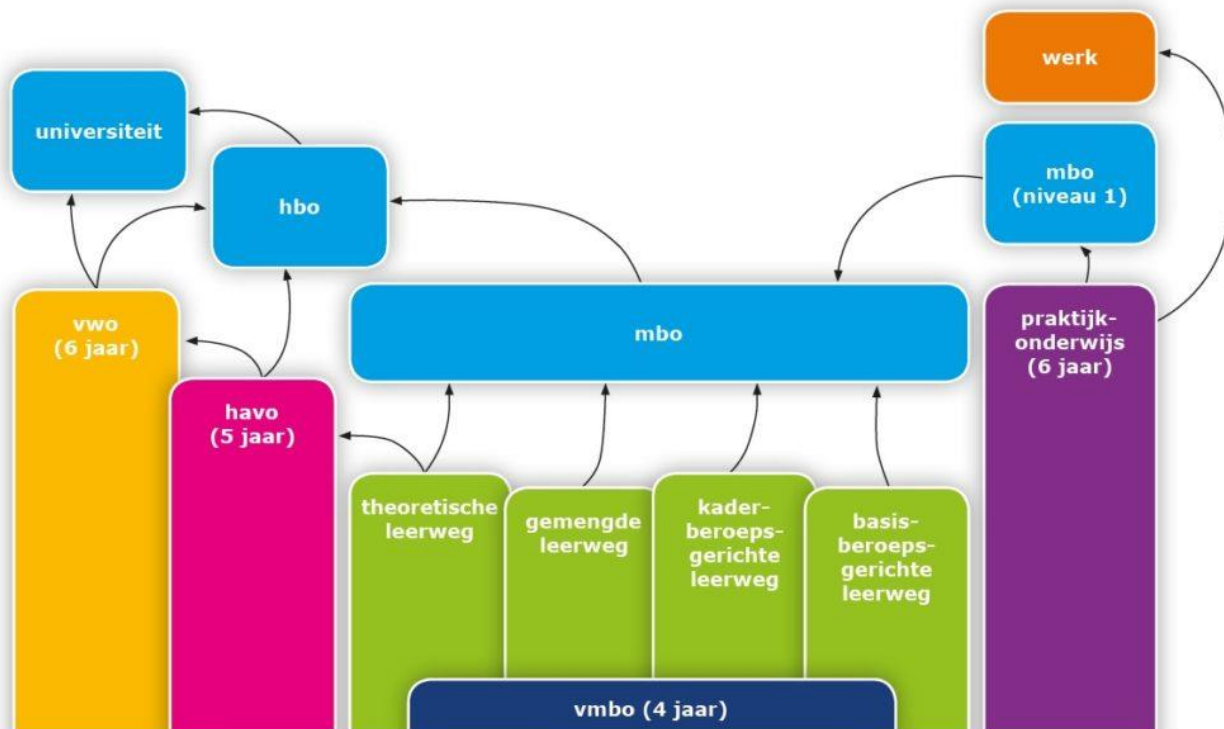 werk
universiteit
mbo
(niveau 1)
hbo
vwo
(6 jaar)
mbo
praktijk-
onderwijs
(6 jaar)
havo
(5 jaar)
theoretische
leerweg
gemengde
leerweg
kader-
beroeps-
gerichte
leerweg
basis-
beroeps-
gerichte
leerweg
vmbo (4 jaar)